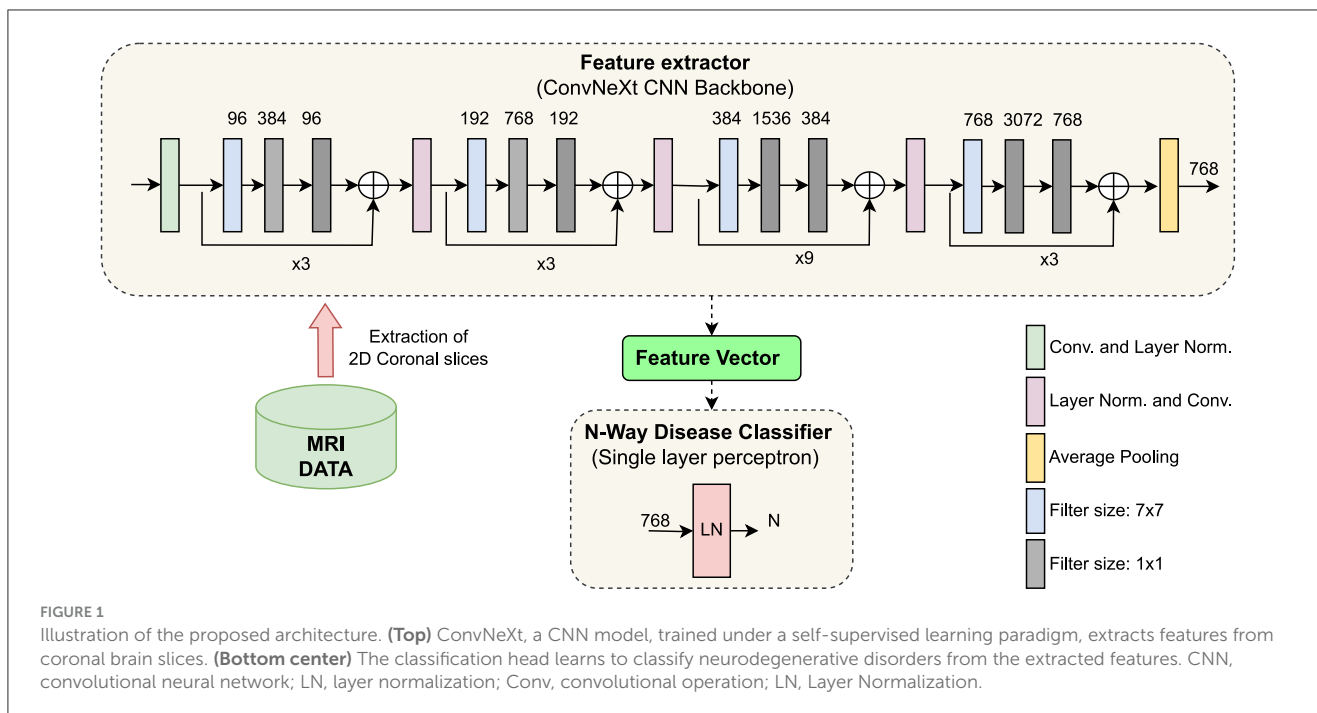 Feature extractor
(ConvNeXt CNN Backbone)
96 384 96
192 768 192
384 1536 384
768 3072 768
768
x3
x3
x9
x3
Extraction of
2D Coronal slices
MRI
DATA
Feature Vector
N-Way Disease Classifier
(Single layer perceptron)
768
LN
N
Conv. and Layer Norm.
Layer Norm. and Conv.
Average Pooling
Filter size: 7x7
Filter size: 1x1
FIGURE 1
Illustration of the proposed architecture. (Top) ConvNeXt, a CNN model, trained under a self-supervised learning paradigm, extracts features from
coronal brain slices. (Bottom center) The classification head learns to classify neurodegenerative disorders from the extracted features. CNN,
convolutional neural network; LN, layer normalization; Conv, convolutional operation; LN, Layer Normalization.